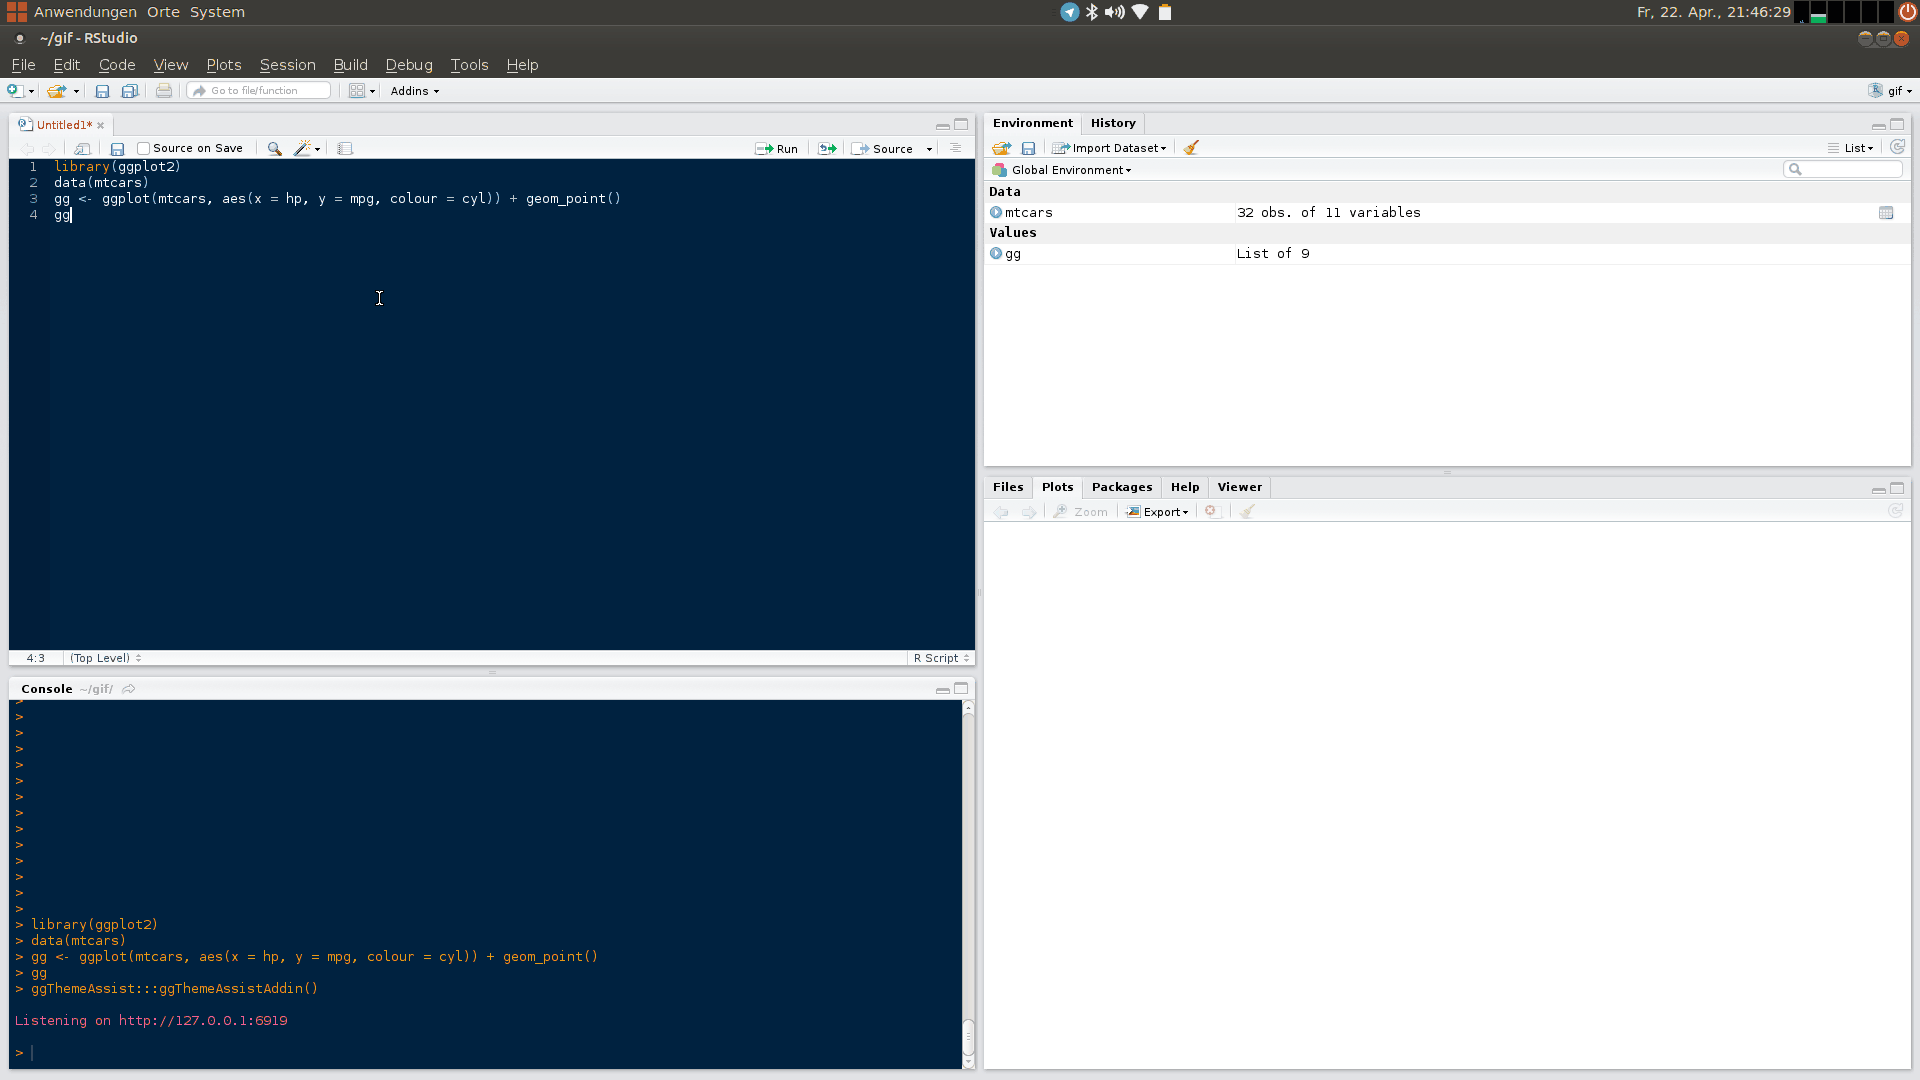 Anwendungen Orte System
Fr, 22. Apr., 21:46:29
~/gif - RStudio
File Edit Code View Plots Session Build Debug Tools Help
Go to file/function
Addins
gif
Untitled1*
Source on Save
Run
Source
1 library(ggplot2)
2 data(mtcars)
3 gg <- ggplot(mtcars, aes(x = hp, y = mpg, colour = cyl)) + geom_point()
4 gg
4:3 (Top Level)
R Script
Console ~/gif/
>
>
>
>
>
>
>
>
>
>
>
>
>
>
> library(ggplot2)
> data(mtcars)
> gg <- ggplot(mtcars, aes(x = hp, y = mpg, colour = cyl)) + geom_point()
> gg
> ggThemeAssist:::ggThemeAssistAddin()
Listening on http://127.0.0.1:6919
>
Environment History
Import Dataset
List
Global Environment
Data
mtcars 32 obs. of 11 variables
Values
gg List of 9
Files Plots Packages Help Viewer
Zoom Export